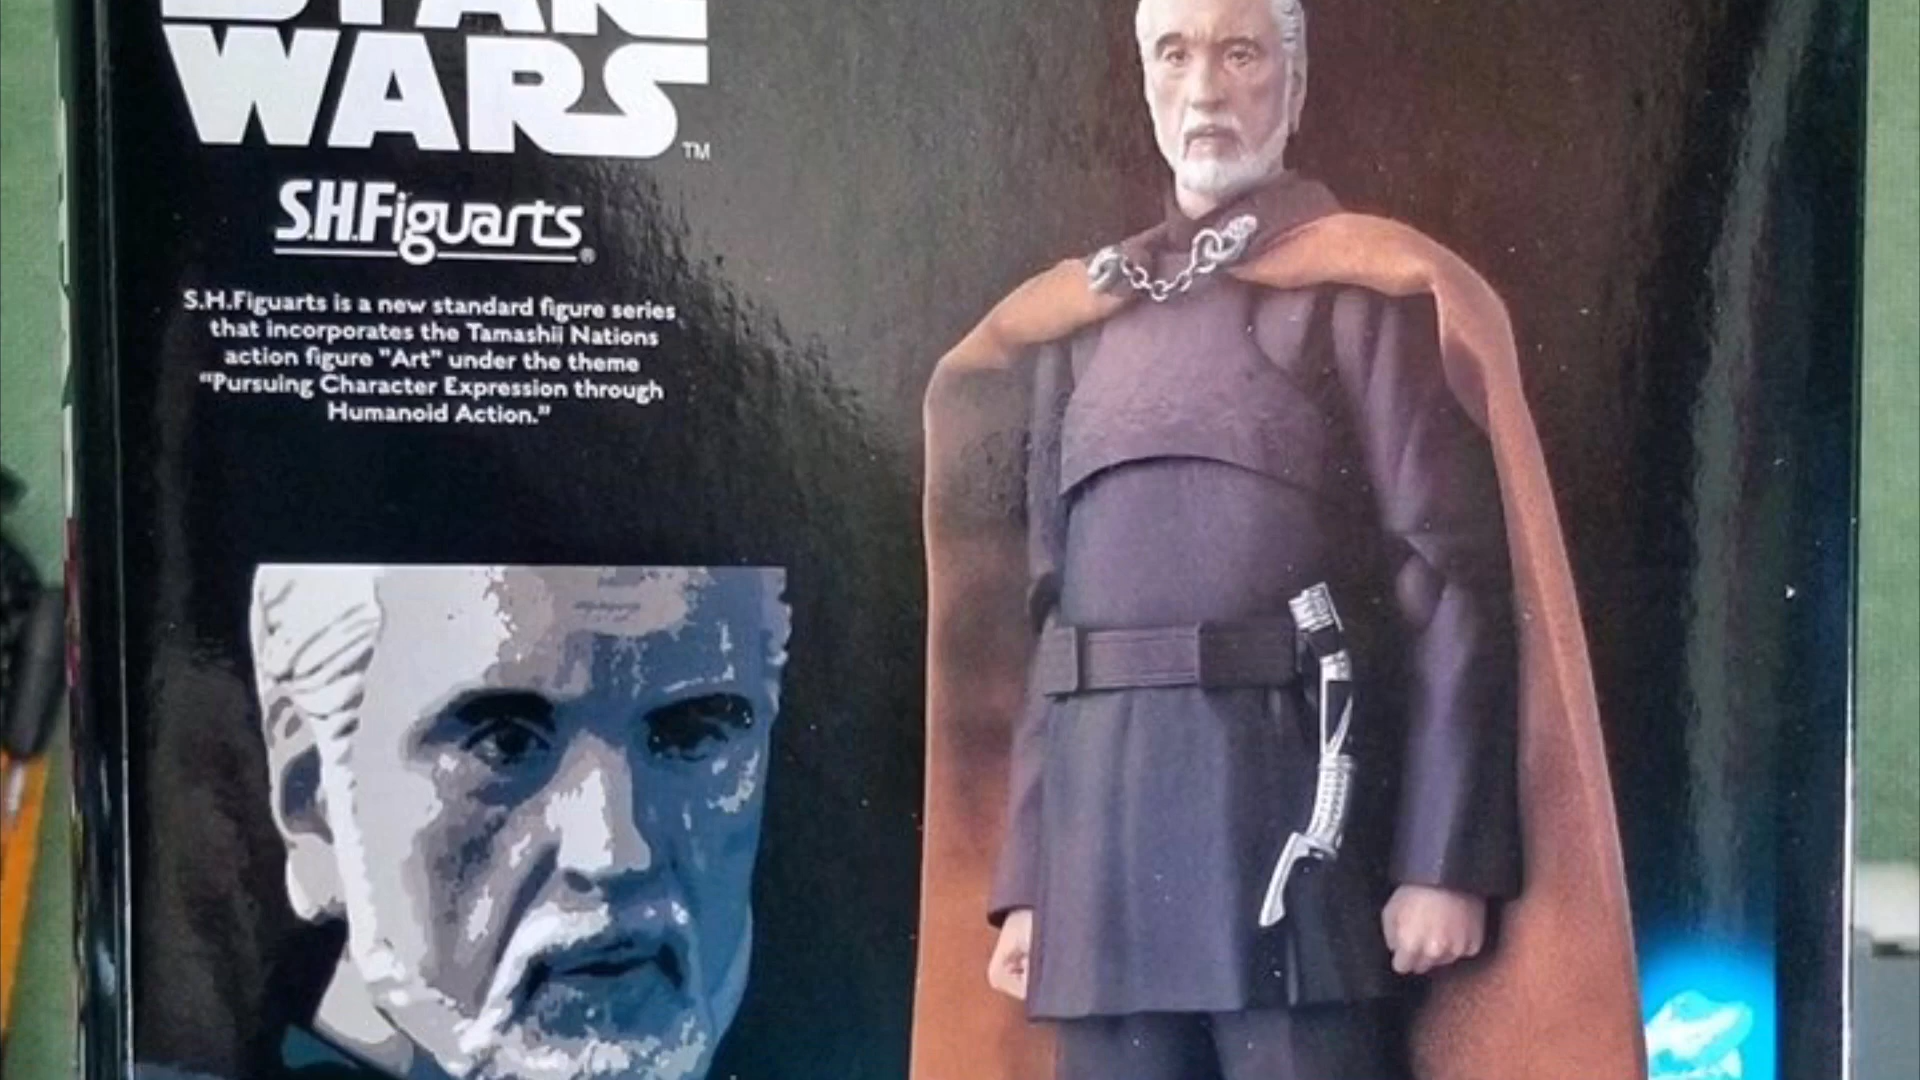 STAR
WARS
TM
S.H.Figuarts
®
S.H.Figuarts is a new standard figure series
that incorporates the Tamashii Nations
action figure "Art" under the theme
"Pursuing Character Expression through
Humanoid Action."